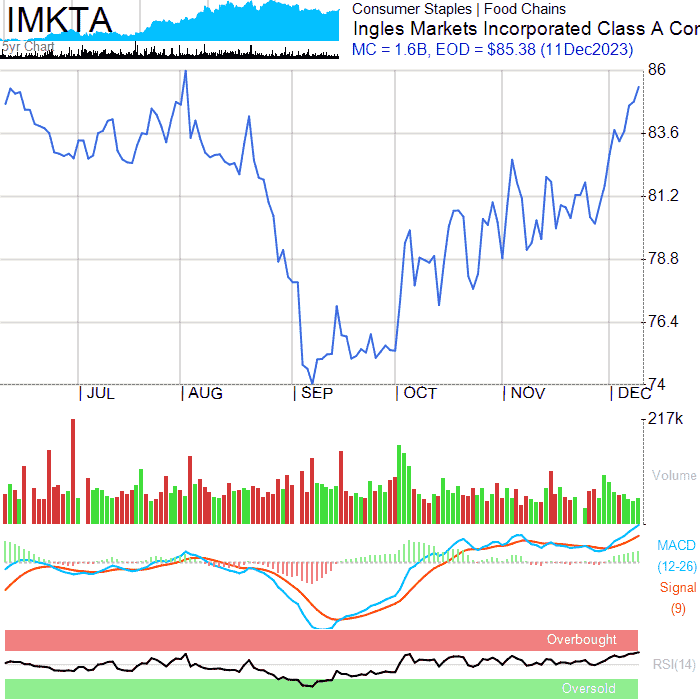 IMKTA
5yr Chart
Consumer Staples | Food Chains
Ingles Markets Incorporated Class A Cor
MC = 1.6B, EOD = $85.38 (11Dec2023)
86
83.6
81.2
78.8
76.4
74
| JUL | AUG | SEP | OCT | NOV | DEC
217k
Volume
MACD
(12-26)
Signal
(9)
Overbought
RSI(14)
Oversold